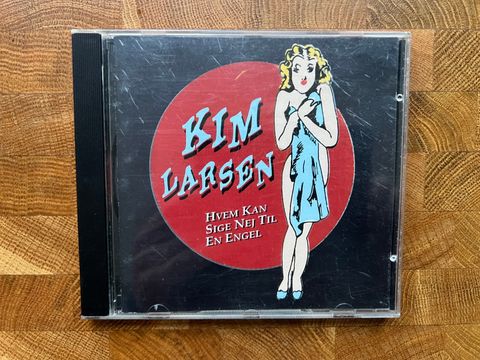 KIM
LARSEN
HVEM KAN
SIGE NEJ TIL
EN ENGEL